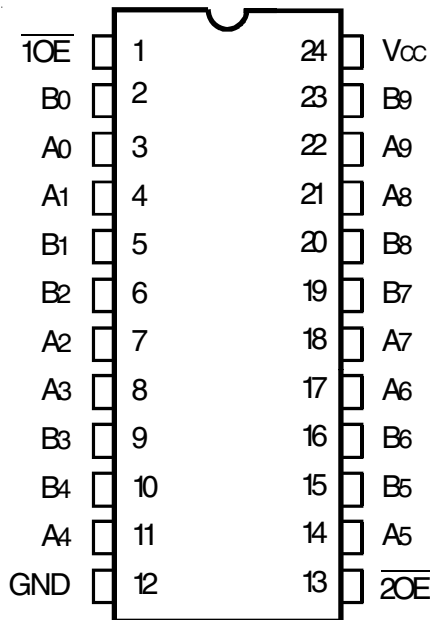 1OE 1 24 Vcc
B0 2 23 B9
A0 3 22 A9
A1 4 21 A8
B1 5 20 B8
B2 6 19 B7
A2 7 18 A7
A3 8 17 A6
B3 9 16 B6
B4 10 15 B5
A4 11 14 A5
GND 12 13 2OE